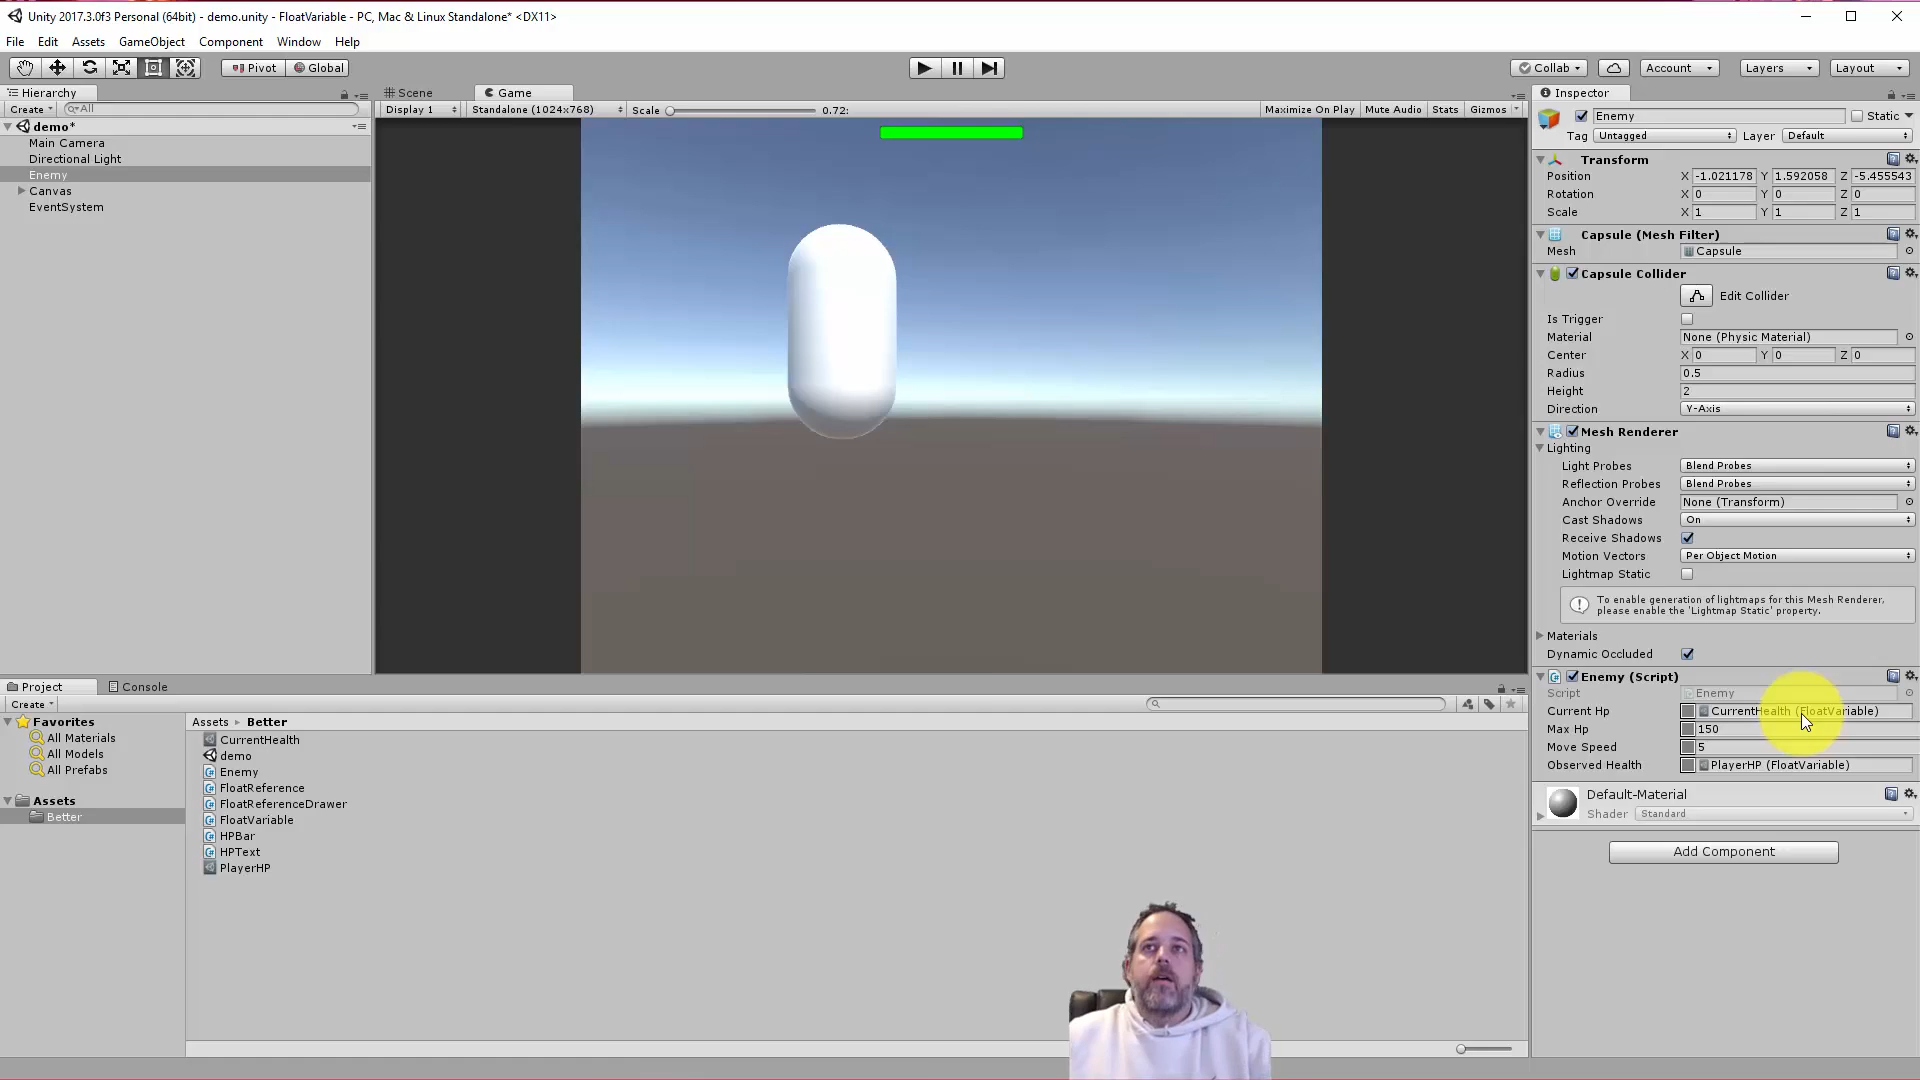 Unity 2017.3.0f3 Personal (64bit) - demo.unity - FloatVariable - PC, Mac & Linux Standalone* <DX11>
File Edit Assets GameObject Component Window Help
Pivot Global Collab Account Layers Layout
Hierarchy
Create All
demo*
Main Camera
Directional Light
Enemy
Canvas
EventSystem
Scene Game
Display 1 Standalone (1024x768) Scale 0.72: Maximize On Play Mute Audio Stats Gizmos
Inspector
Enemy Static
Tag Untagged Layer Default
Transform
Position X -1.021178 Y 1.592058 Z -5.455543
Rotation X 0 Y 0 Z 0
Scale X 1 Y 1 Z 1
Capsule (Mesh Filter)
Mesh Capsule
Capsule Collider
Edit Collider
Is Trigger
Material None (Physic Material)
Center X 0 Y 0 Z 0
Radius 0.5
Height 2
Direction Y-Axis
Mesh Renderer
Lighting
Light Probes Blend Probes
Reflection Probes Blend Probes
Anchor Override None (Transform)
Cast Shadows On
Receive Shadows
Motion Vectors Per Object Motion
Lightmap Static
To enable generation of lightmaps for this Mesh Renderer,
please enable the 'Lightmap Static' property.
Materials
Dynamic Occluded
Enemy (Script)
Script Enemy
Current Hp CurrentHealth (FloatVariable)
Max Hp 150
Move Speed 5
Observed Health PlayerHP (FloatVariable)
Default-Material
Shader Standard
Add Component
Project Console
Create
Favorites
All Materials
All Models
All Prefabs
Assets
Better
Assets Better
CurrentHealth
demo
Enemy
FloatReference
FloatReferenceDrawer
FloatVariable
HPBar
HPText
PlayerHP